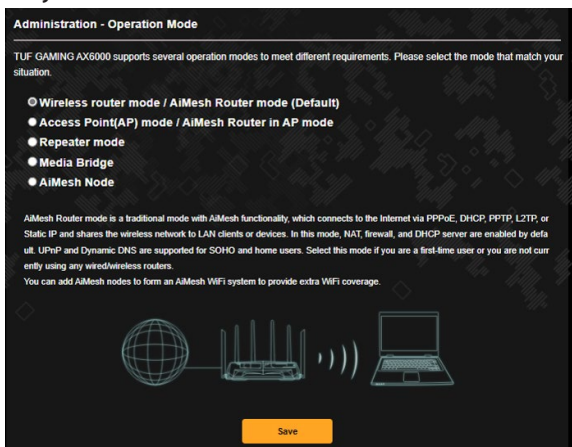 Administration - Operation Mode
TUF GAMING AX6000 supports several operation modes to meet different requirements. Please select the mode that match your
situation.
Wireless router mode / AiMesh Router mode (Default)
Access Point(AP) mode / AiMesh Router in AP mode
Repeater mode
Media Bridge
AiMesh Node
AiMesh Router mode is a traditional mode with AiMesh functionality, which connects to the Internet via PPPoE, DHCP, PPTP, L2TP, or
Static IP and shares the wireless network to LAN clients or devices. In this mode, NAT, firewall, and DHCP server are enabled by defa
ult. UPnP and Dynamic DNS are supported for SOHO and home users. Select this mode if you are a first-time user or you are not curr
ently using any wired/wireless routers.
You can add AiMesh nodes to form an AiMesh WiFi system to provide extra WiFi coverage.
Save